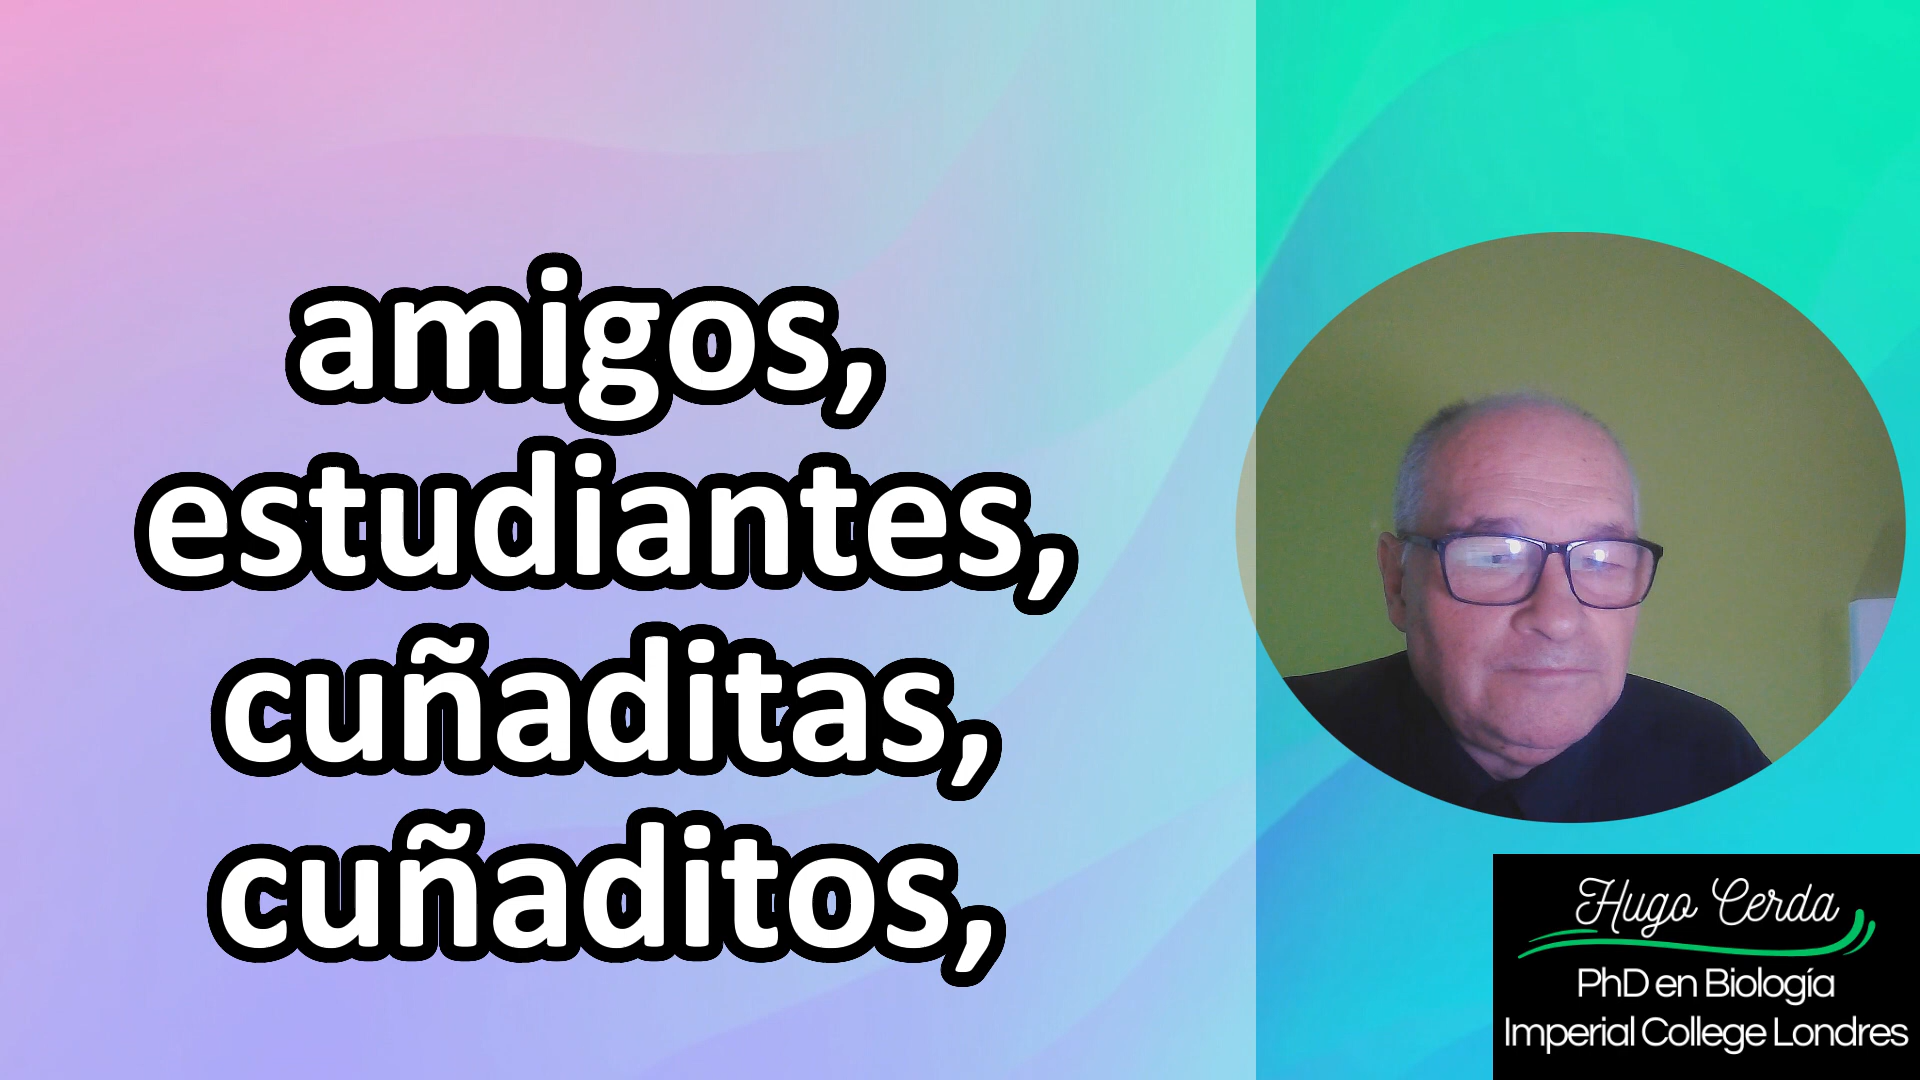 amigos,
estudiantes,
cuñaditas,
cuñaditos,
Hugo Cerda
PhD en Biología
Imperial College Londres